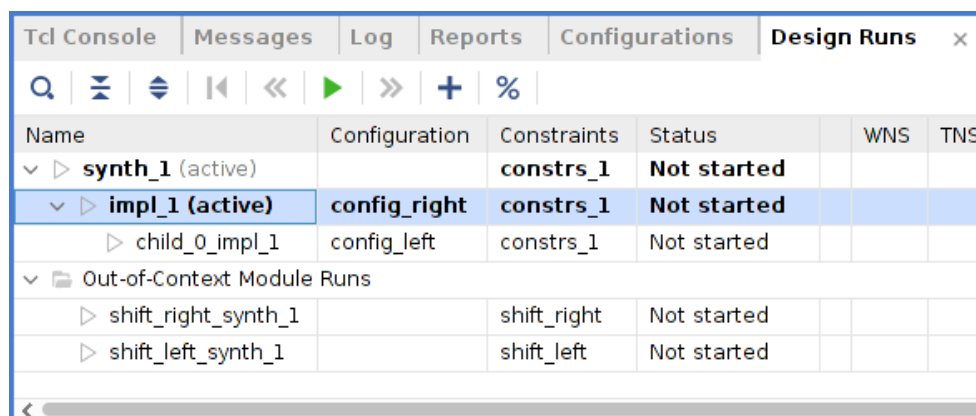 Tcl Console Messages Log Reports Configurations Design Runs ×
%
Name Configuration Constraints Status WNS TNS
synth_1 (active) constrs_1 Not started
impl_1 (active) config_right constrs_1 Not started
child_0_impl_1 config_left constrs_1 Not started
Out-of-Context Module Runs
shift_right_synth_1 shift_right Not started
shift_left_synth_1 shift_left Not started